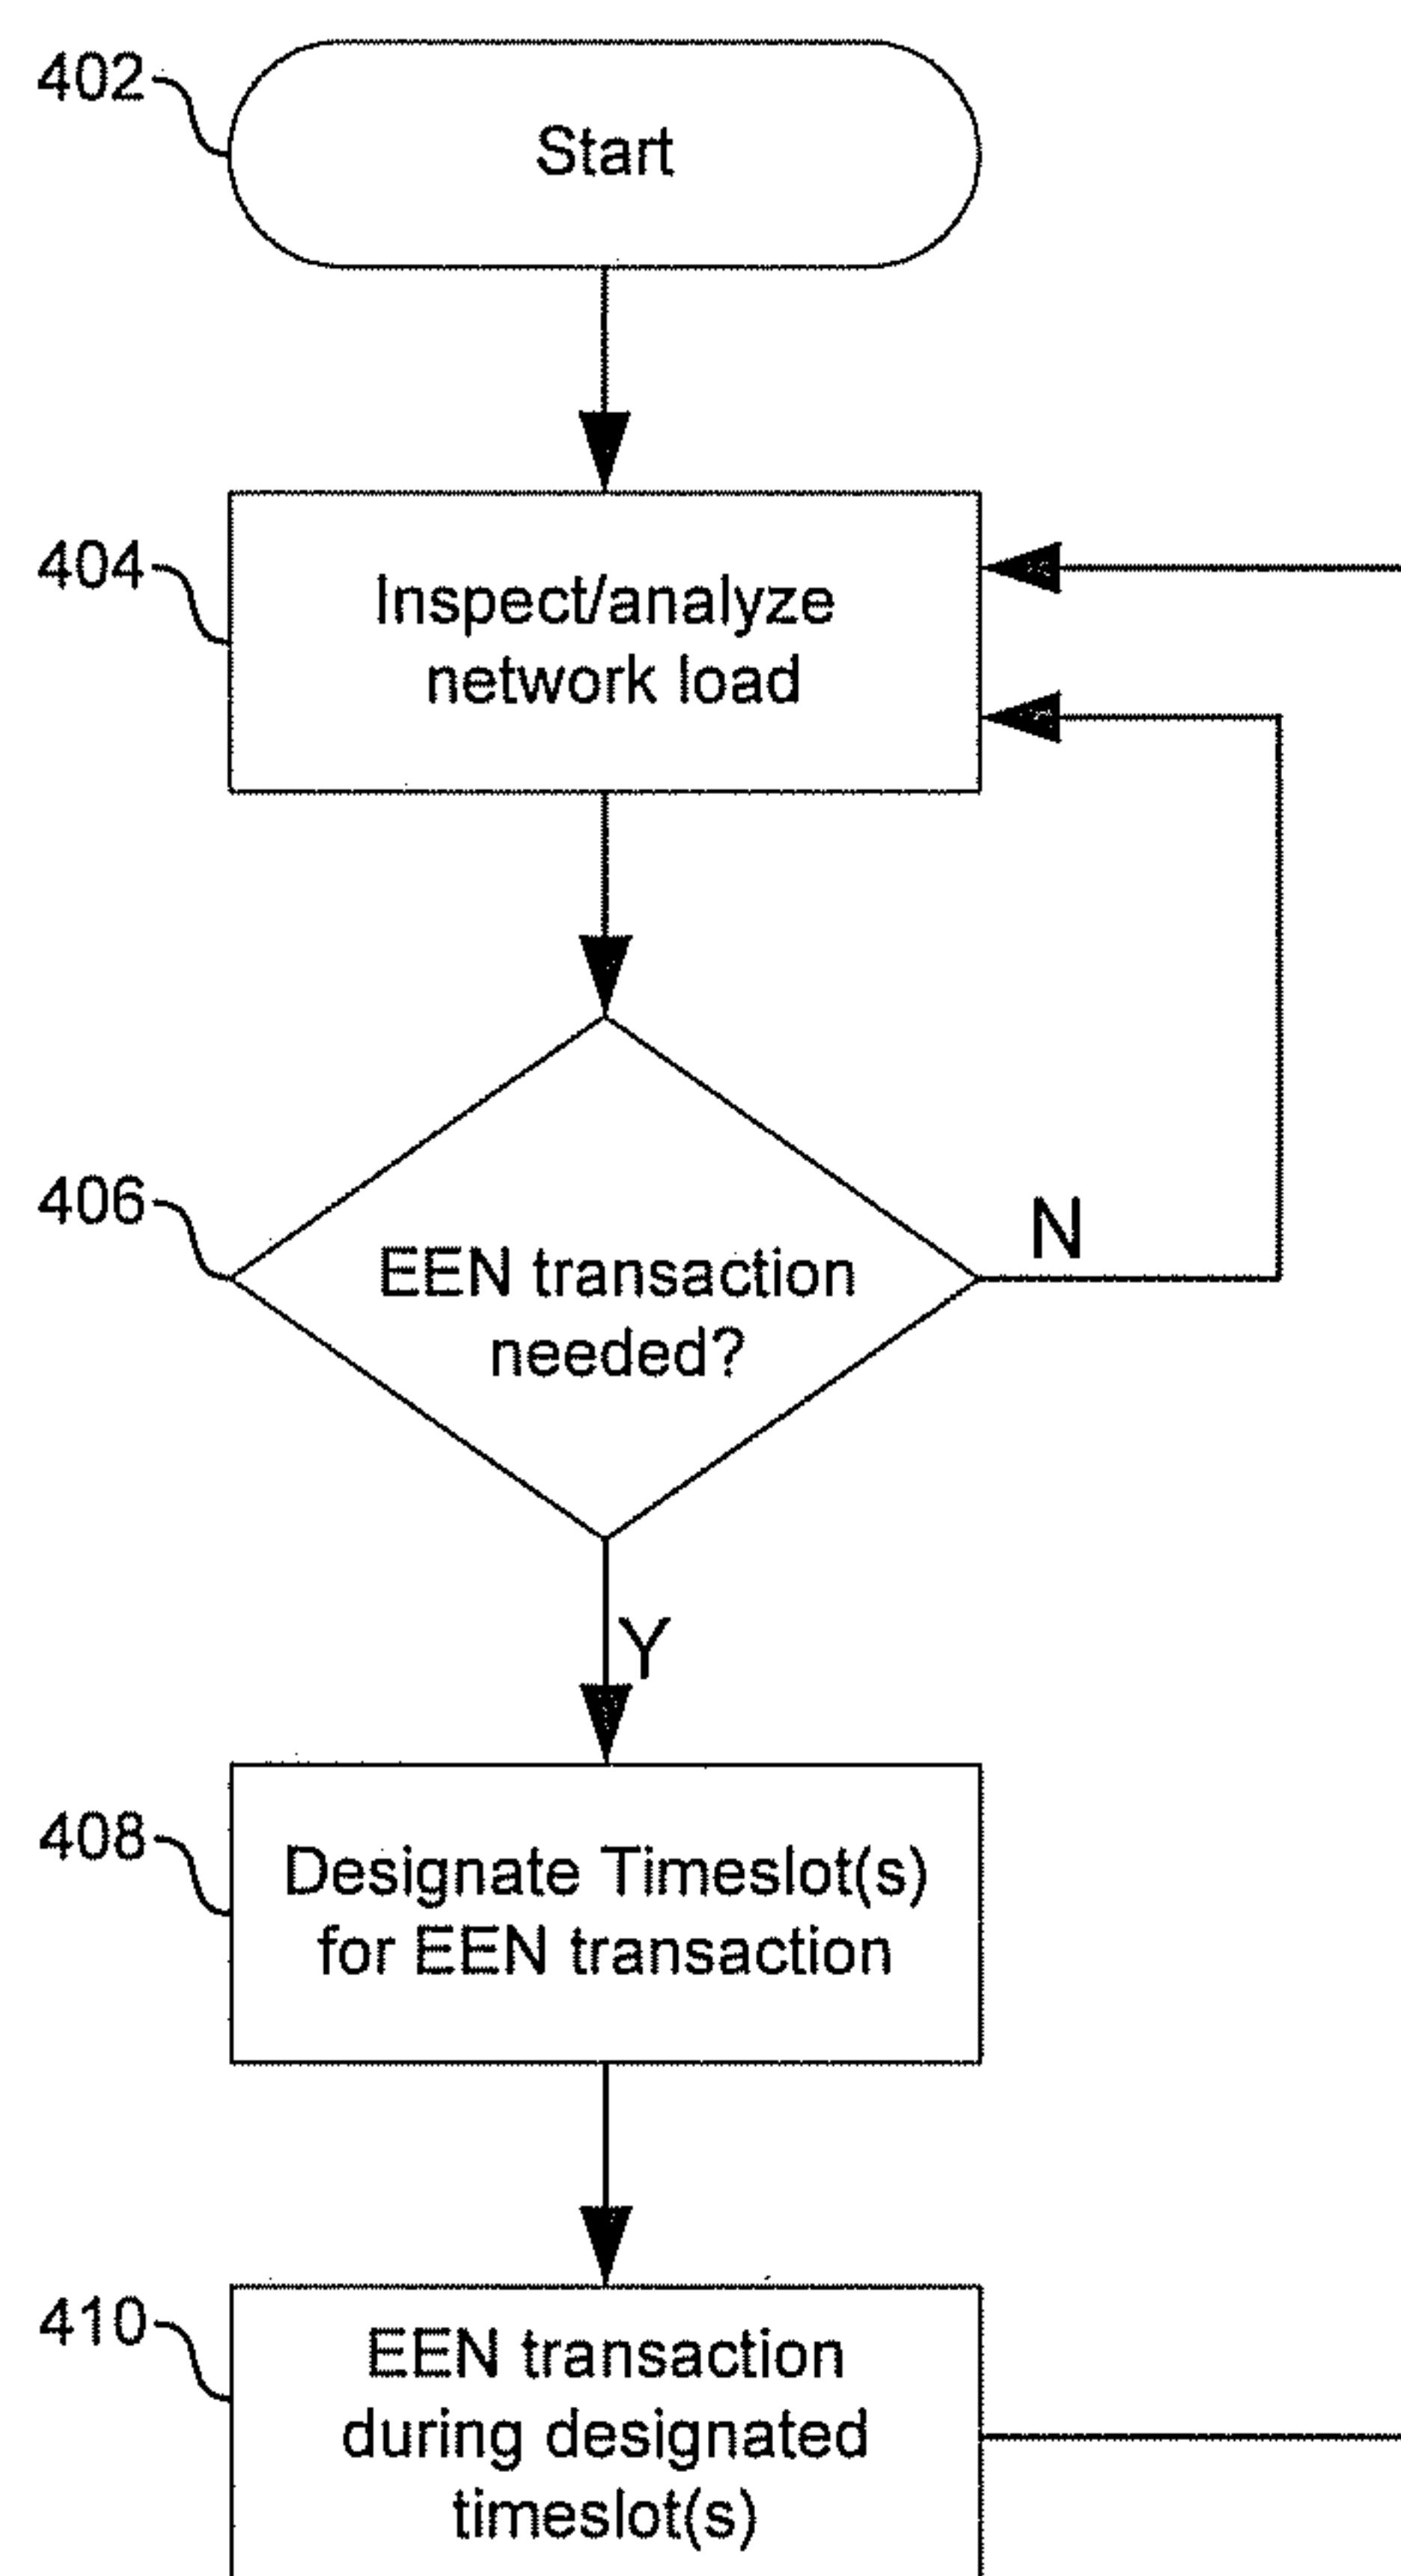 402
Start
404
Inspect/analyze
network load
406
EEN transaction
needed?
N
Y
408
Designate Timeslot(s)
for EEN transaction
410
EEN transaction
during designated
timeslot(s)